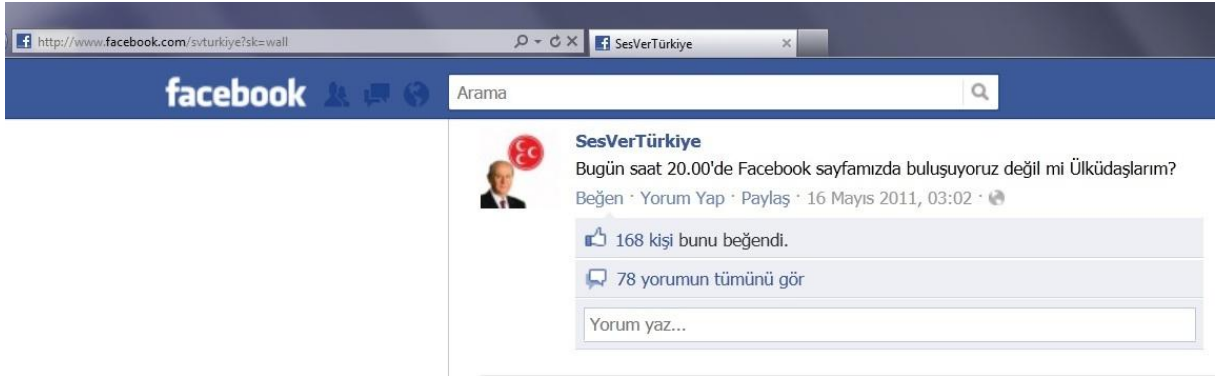 http://www.facebook.com/svturkiye?sk=wall
SesVerTürkiye
facebook
Arama
SesVerTürkiye
Bugün saat 20.00'de Facebook sayfamızda buluşuyoruz değil mi Ülküdaşlarım?
Beğen · Yorum Yap · Paylaş · 16 Mayıs 2011, 03:02 ·
168 kişi bunu beğendi.
78 yorumun tümünü gör
Yorum yaz...